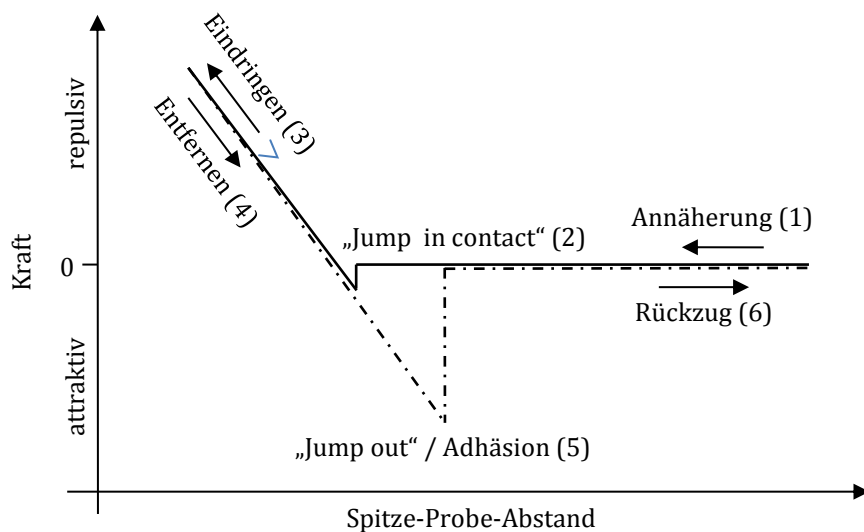 Eindringen (3)
Entfernen (4)
repulsiv
„Jump in contact“ (2)
Annäherung (1)
Kraft
0
Rückzug (6)
attraktiv
„Jump out“ / Adhäsion (5)
Spitze-Probe-Abstand